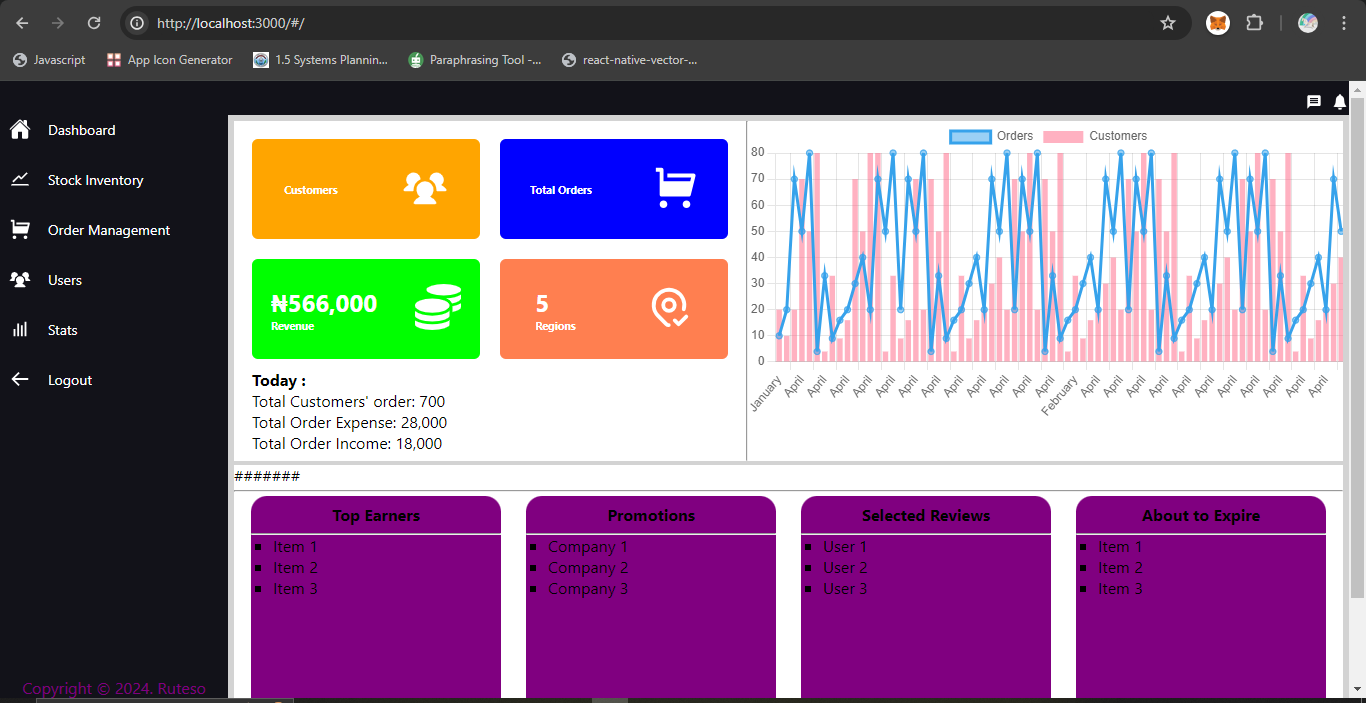 http://localhost:3000/#/
Javascript
App Icon Generator
1.5 Systems Plannin...
Paraphrasing Tool -...
react-native-vector-...
Dashboard
Stock Inventory
Order Management
Users
Stats
Logout
Copyright © 2024. Ruteso
Customers
Total Orders
₦566,000
Revenue
5
Regions
Today :
Total Customers' order: 700
Total Order Expense: 28,000
Total Order Income: 18,000
Orders
Customers
80
70
60
50
40
30
20
10
0
January
April
April
April
April
April
April
April
April
April
April
April
April
February
April
April
April
April
April
April
April
April
April
April
April
#######
Top Earners
Item 1
Item 2
Item 3
Promotions
Company 1
Company 2
Company 3
Selected Reviews
User 1
User 2
User 3
About to Expire
Item 1
Item 2
Item 3